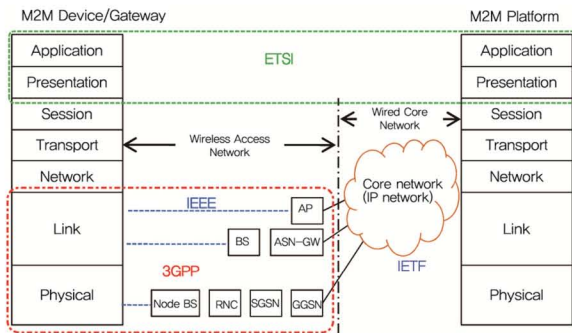 M2M Device/Gateway
M2M Platform
Application
ETSI
Application
Presentation
Presentation
Session
Wired Core
Network
Session
Transport
Wireless Access
Network
Transport
Network
Network
Core network
(IP network)
IEEE
AP
Link
BS
ASN-GW
Link
IETF
3GPP
Physical
Node BS
RNC
SGSN
GGSN
Physical